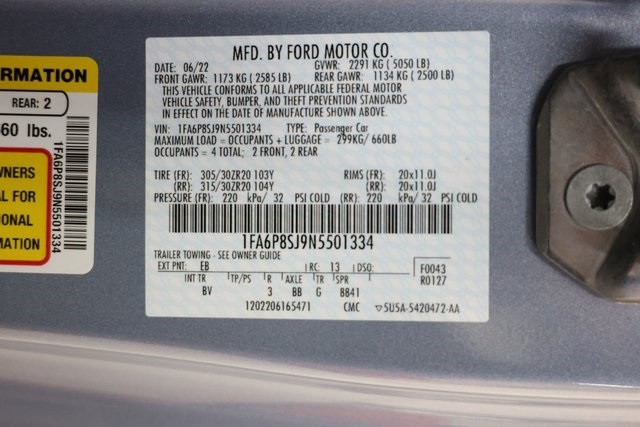 RMATION
REAR: 2
660 lbs.
WNERS
AL FOR
TIONAL
RMATION
1FA6P8SJ9N5501334
MFD. BY FORD MOTOR CO.
DATE: 06/22 GVWR: 2291 KG ( 5050 LB)
FRONT GAWR: 1173 KG ( 2585 LB) REAR GAWR: 1134 KG ( 2500 LB)
THIS VEHICLE CONFORMS TO ALL APPLICABLE FEDERAL MOTOR
VEHICLE SAFETY, BUMPER, AND THEFT PREVENTION STANDARDS
IN EFFECT ON THE DATE OF MANUFACTURE SHOWN ABOVE.
VIN: 1FA6P8SJ9N5501334 TYPE: Passenger Car
MAXIMUM LOAD = OCCUPANTS + LUGGAGE = 299KG/ 660LB
OCCUPANTS = 4 TOTAL; 2 FRONT, 2 REAR
TIRE (FR): 305/30ZR20 103Y RIMS (FR): 20x11.0J
(RR): 315/30ZR20 104Y (RR): 20x11.0J
PRESSURE (FR): 220 kPa/ 32 PSI COLD (RR): 220 kPa/ 32 PSI COLD
1FA6P8SJ9N5501334
TRAILER TOWING - SEE OWNER GUIDE
EXT PNT: EB RC: 13 DSO: F0043
INT TR TP/PS R AXLE TR SPR R0127
BV 3 BB G 8841
1202206165471 CMC 5U5A-5420472-AA